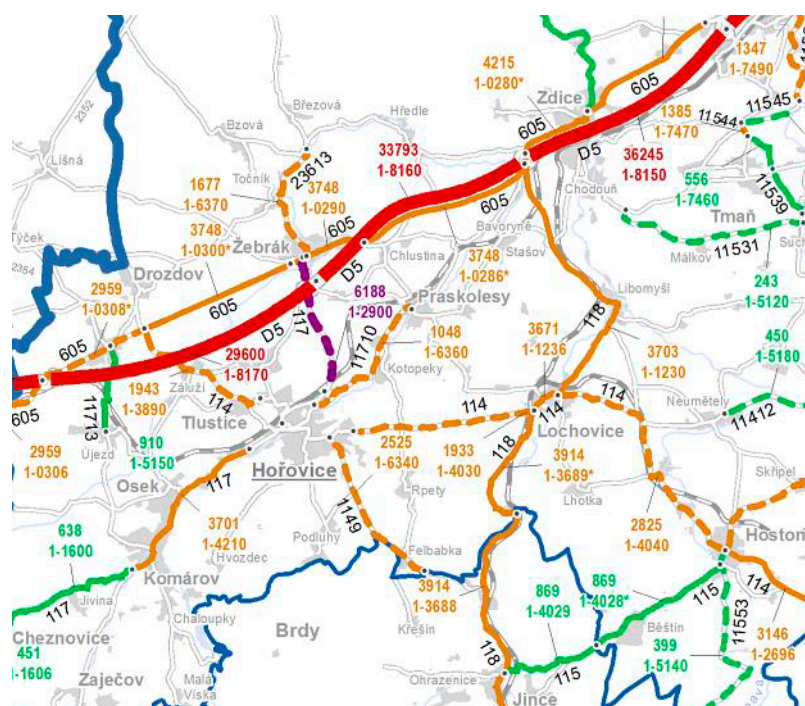 1347
1-7490
4215
1-0280*
605
11545
2352
Březová
Zdice
1385
1-7470
11544
Hředle
Bzová
605
D5
36245
1-8150
33793
1-8160
23613
Líšná
Točník
1677
1-6370
3748
1-0290
Chodouň
556
1-7460
11539
605
Tmaň
3748
1-0300*
Žebrák
605
Bavoryně
Stašov
Týček
2354
D5
Chlustina
3748
1-0286*
Málkov
11531
Drozdov
243
1-5120
2959
1-0308*
605
6188
1-2900
Praskolesy
Libomyšl
117
118
D5
605
11710
1048
1-6360
3671
1-1236
450
1-5180
29600
1-8170
3703
1-1230
1943
1-3890
Záluží
Kotopeky
605
114
114
114
Neumětely
11713
Tlustice
114
11412
910
1-5150
2525
1-6340
1933
1-4030
118
Lochovice
2959
1-0306
Újezd
Hořovice
3914
1-3689*
Skřipel
Osek
117
Rpety
Lhotka
3701
1-4210
1149
2825
1-4040
638
1-1600
Hvozdec
Podluhy
Felbabka
Hostom
Komárov
3914
1-3688
869
1-4029
869
1-4028*
114
117
Jivina
115
11553
Chaloupky
Cheznovice
Brdy
Křešín
Běštín
451
1-1606
118
399
1-5140
3146
1-2696
Zaječov
Malá
Víska
Ohrazenice
115
Jince